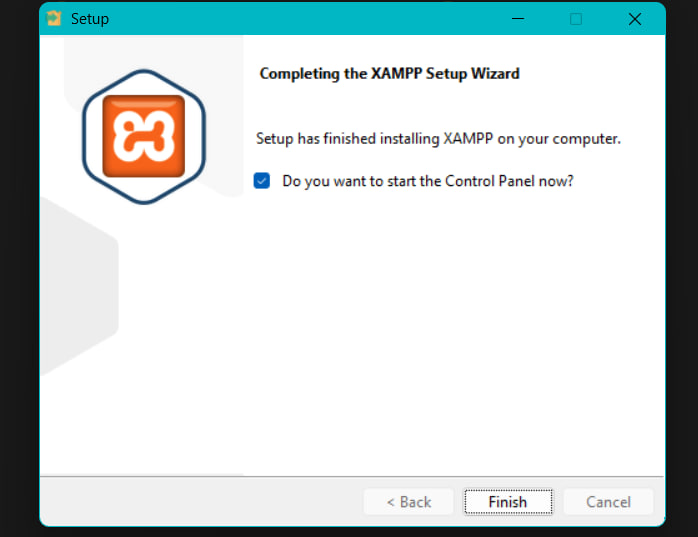 Setup
Completing the XAMPP Setup Wizard
Setup has finished installing XAMPP on your computer.
Do you want to start the Control Panel now?
< Back
Finish
Cancel